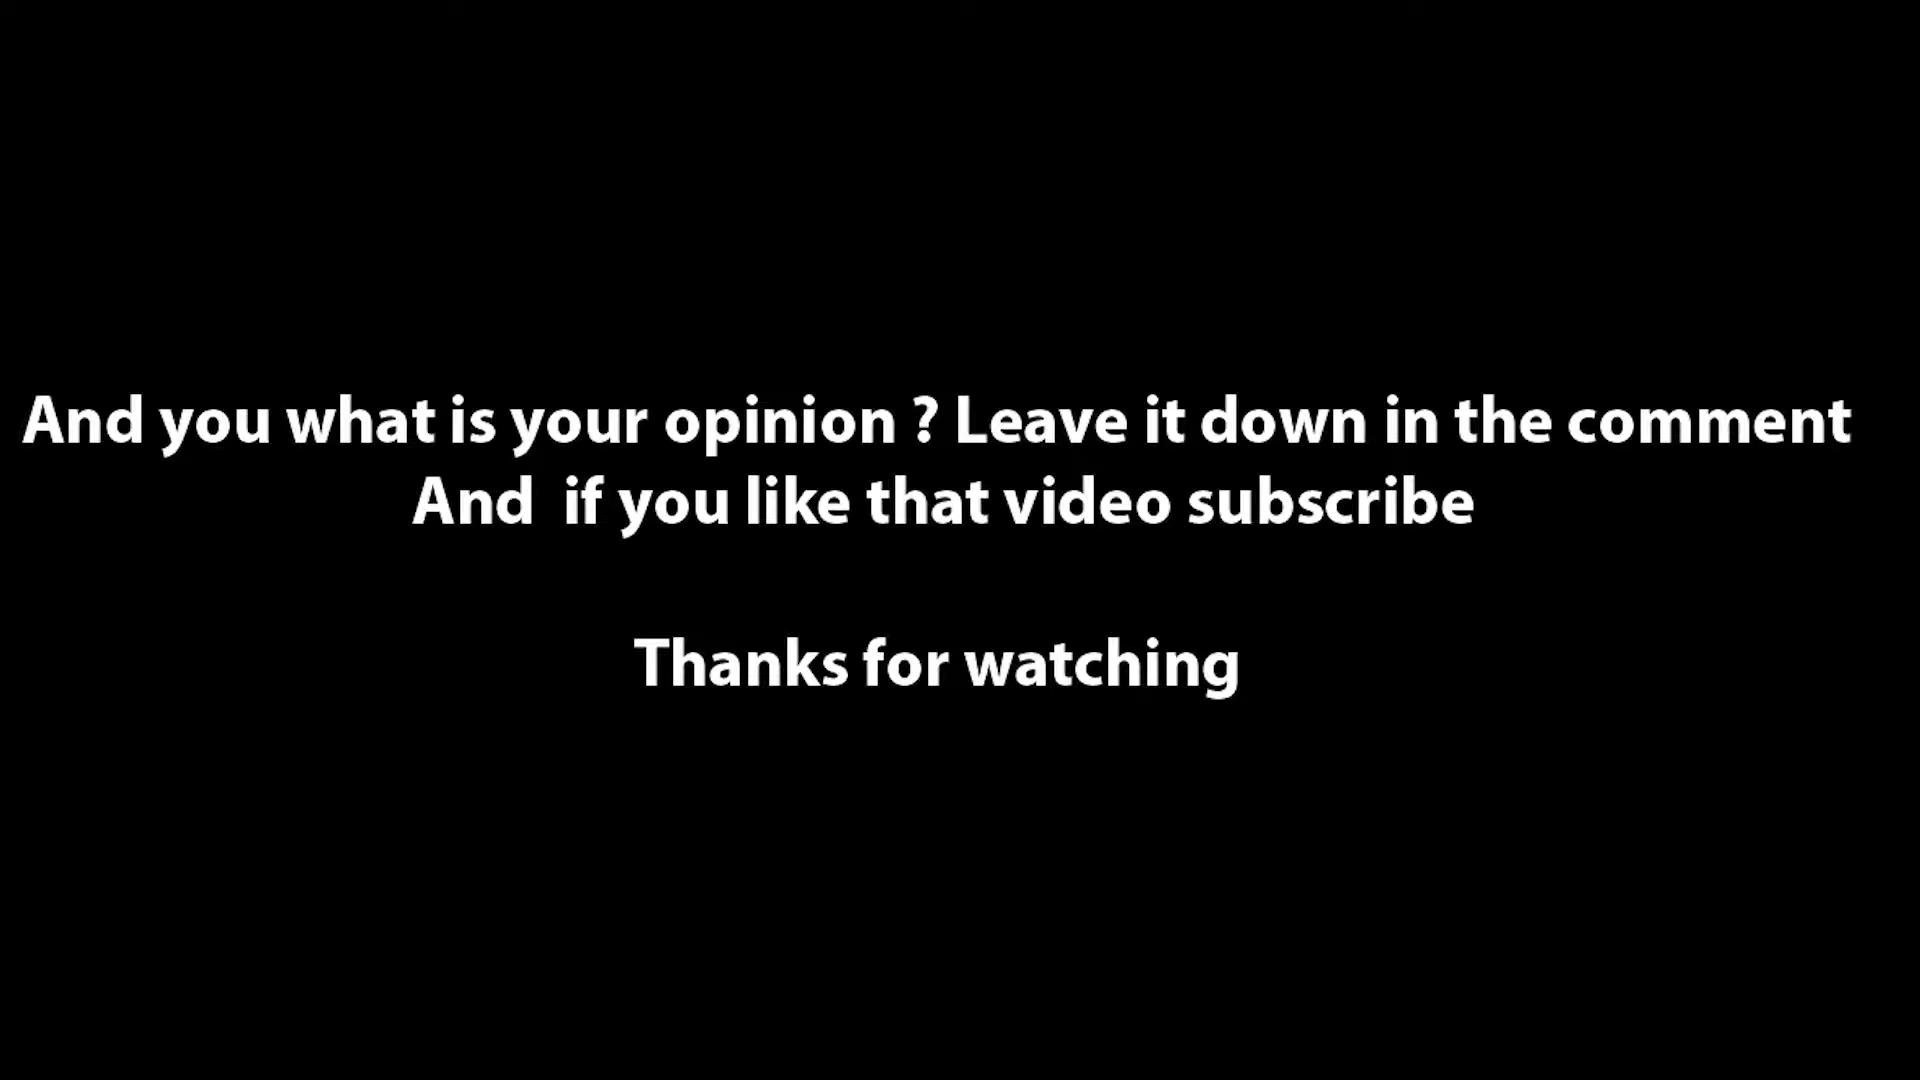 And you what is your opinion ? Leave it down in the comment
And  if you like that video subscribe
Thanks for watching